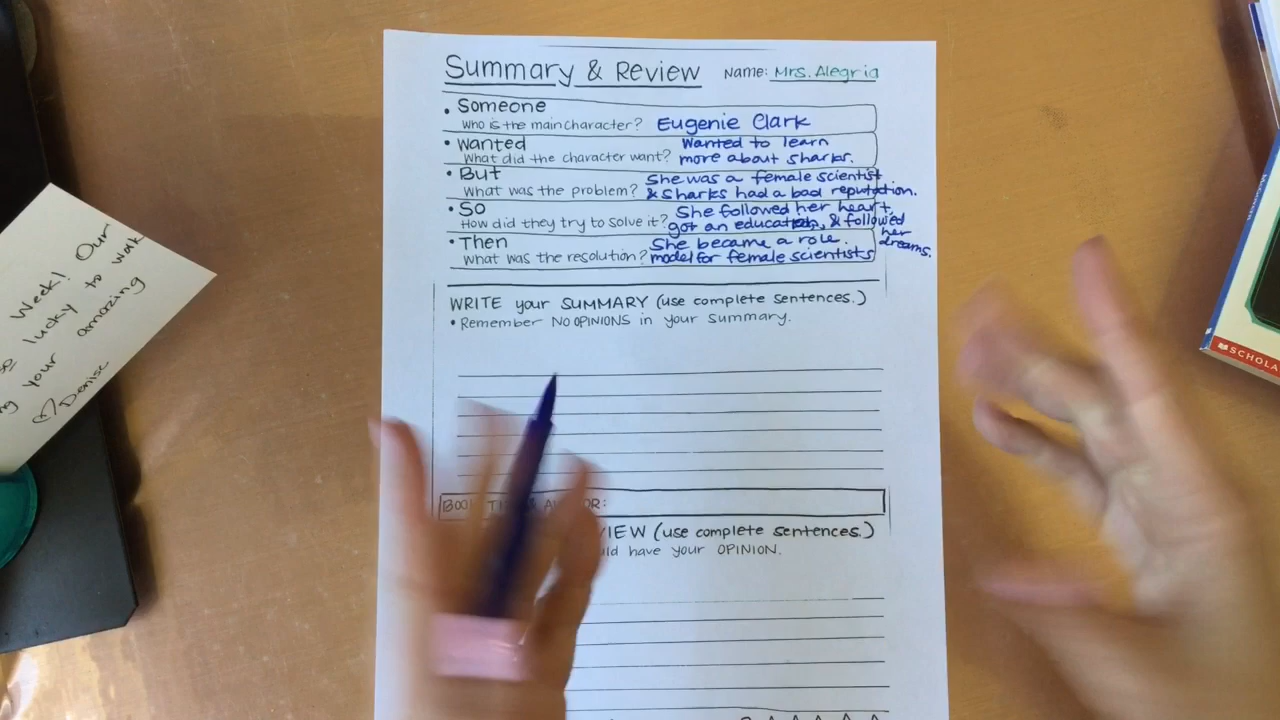 Summary & Review Name: Mrs. Alegria
• Someone
Who is the main character? Eugenie Clark
• Wanted
What did the character want? Wanted to learn
more about sharks.
• But
What was the problem? She was a female scientist
& sharks had a bad reputation.
• So
How did they try to solve it? She followed her heart,
got an education, & followed
her
dreams.
• Then
What was the resolution? She became a role
model for female scientists
WRITE your SUMMARY (use complete sentences.)
• Remember NO OPINIONS in your summary.
(use complete sentences.)
have your OPINION.
Week! Our
so lucky to work
your amazing
Denise
SCHOLA